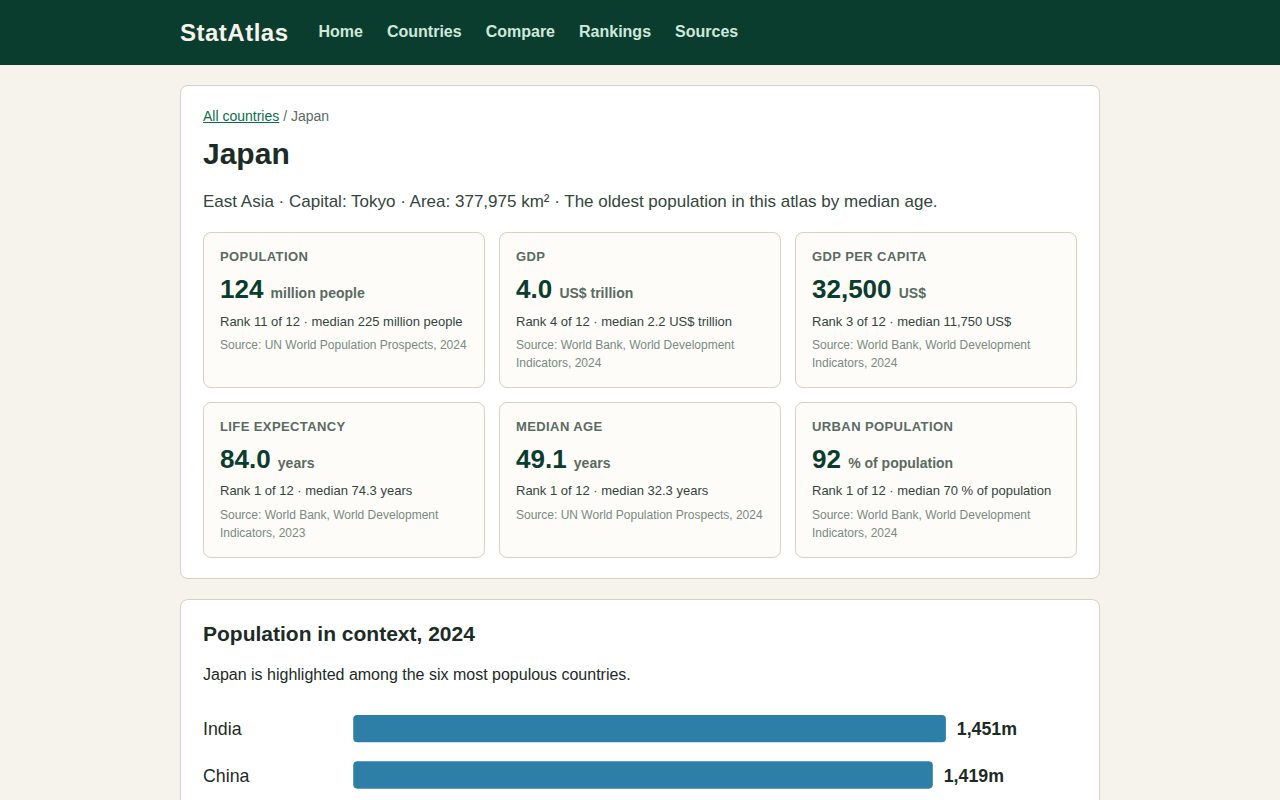 StatAtlas Home Countries Compare Rankings Sources
All countries / Japan
Japan
East Asia · Capital: Tokyo · Area: 377,975 km² · The oldest population in this atlas by median age.
POPULATION
124 million people
Rank 11 of 12 · median 225 million people
Source: UN World Population Prospects, 2024
GDP
4.0 US$ trillion
Rank 4 of 12 · median 2.2 US$ trillion
Source: World Bank, World Development
Indicators, 2024
GDP PER CAPITA
32,500 US$
Rank 3 of 12 · median 11,750 US$
Source: World Bank, World Development
Indicators, 2024
LIFE EXPECTANCY
84.0 years
Rank 1 of 12 · median 74.3 years
Source: World Bank, World Development
Indicators, 2023
MEDIAN AGE
49.1 years
Rank 1 of 12 · median 32.3 years
Source: UN World Population Prospects, 2024
URBAN POPULATION
92 % of population
Rank 1 of 12 · median 70 % of population
Source: World Bank, World Development
Indicators, 2024
Population in context, 2024
Japan is highlighted among the six most populous countries.
India 1,451m
China 1,419m